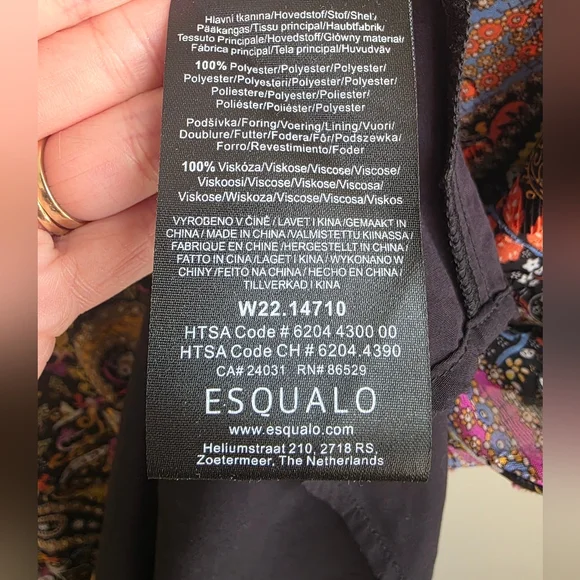 Hlavní tkanina/Hovedstof/Stof/Shell/
Pääkangas/Tissu principal/Haubtfabrik/
Tessuto Principale/Hovedstoff/Główny materiał/
Fábrica principal/Tela principal/Huvudväv
100% Polyester/Polyester/Polyester/
Polyester/Polyesteri/Polyester/Polyester/
Poliestere/Polyester/Poliester/
Poliéster/Poliéster/Polyester
Podšívka/Foring/Voering/Lining/Vuori/
Doublure/Futter/Fodera/Fôr/Podszewka/
Forro/Revestimiento/Foder
100% Viskóza/Viskose/Viscose/Viscose/
Viskoosi/Viscose/Viskose/Viscosa/
Viskose/Wiskoza/Viscose/Viscosa/Viskos
VYROBENO V ČÍNĚ / LAVET I KINA/GEMAAKT IN
CHINA / MADE IN CHINA/VALMISTETTU KIINASSA/
FABRIQUE EN CHINE/HERGESTELLT IN CHINA/
FATTO IN CINA/LAGET I KINA/ WYKONANO W
CHINY /FEITO NA CHINA / HECHO EN CHINA /
TILLVERKAD I KINA
W22.14710
HTSA Code # 6204 4300 00
HTSA Code CH # 6204.4390
CA# 24031 RN# 86529
ESQUALO
www.esqualo.com
Heliumstraat 210, 2718 RS,
Zoetermeer, The Netherlands